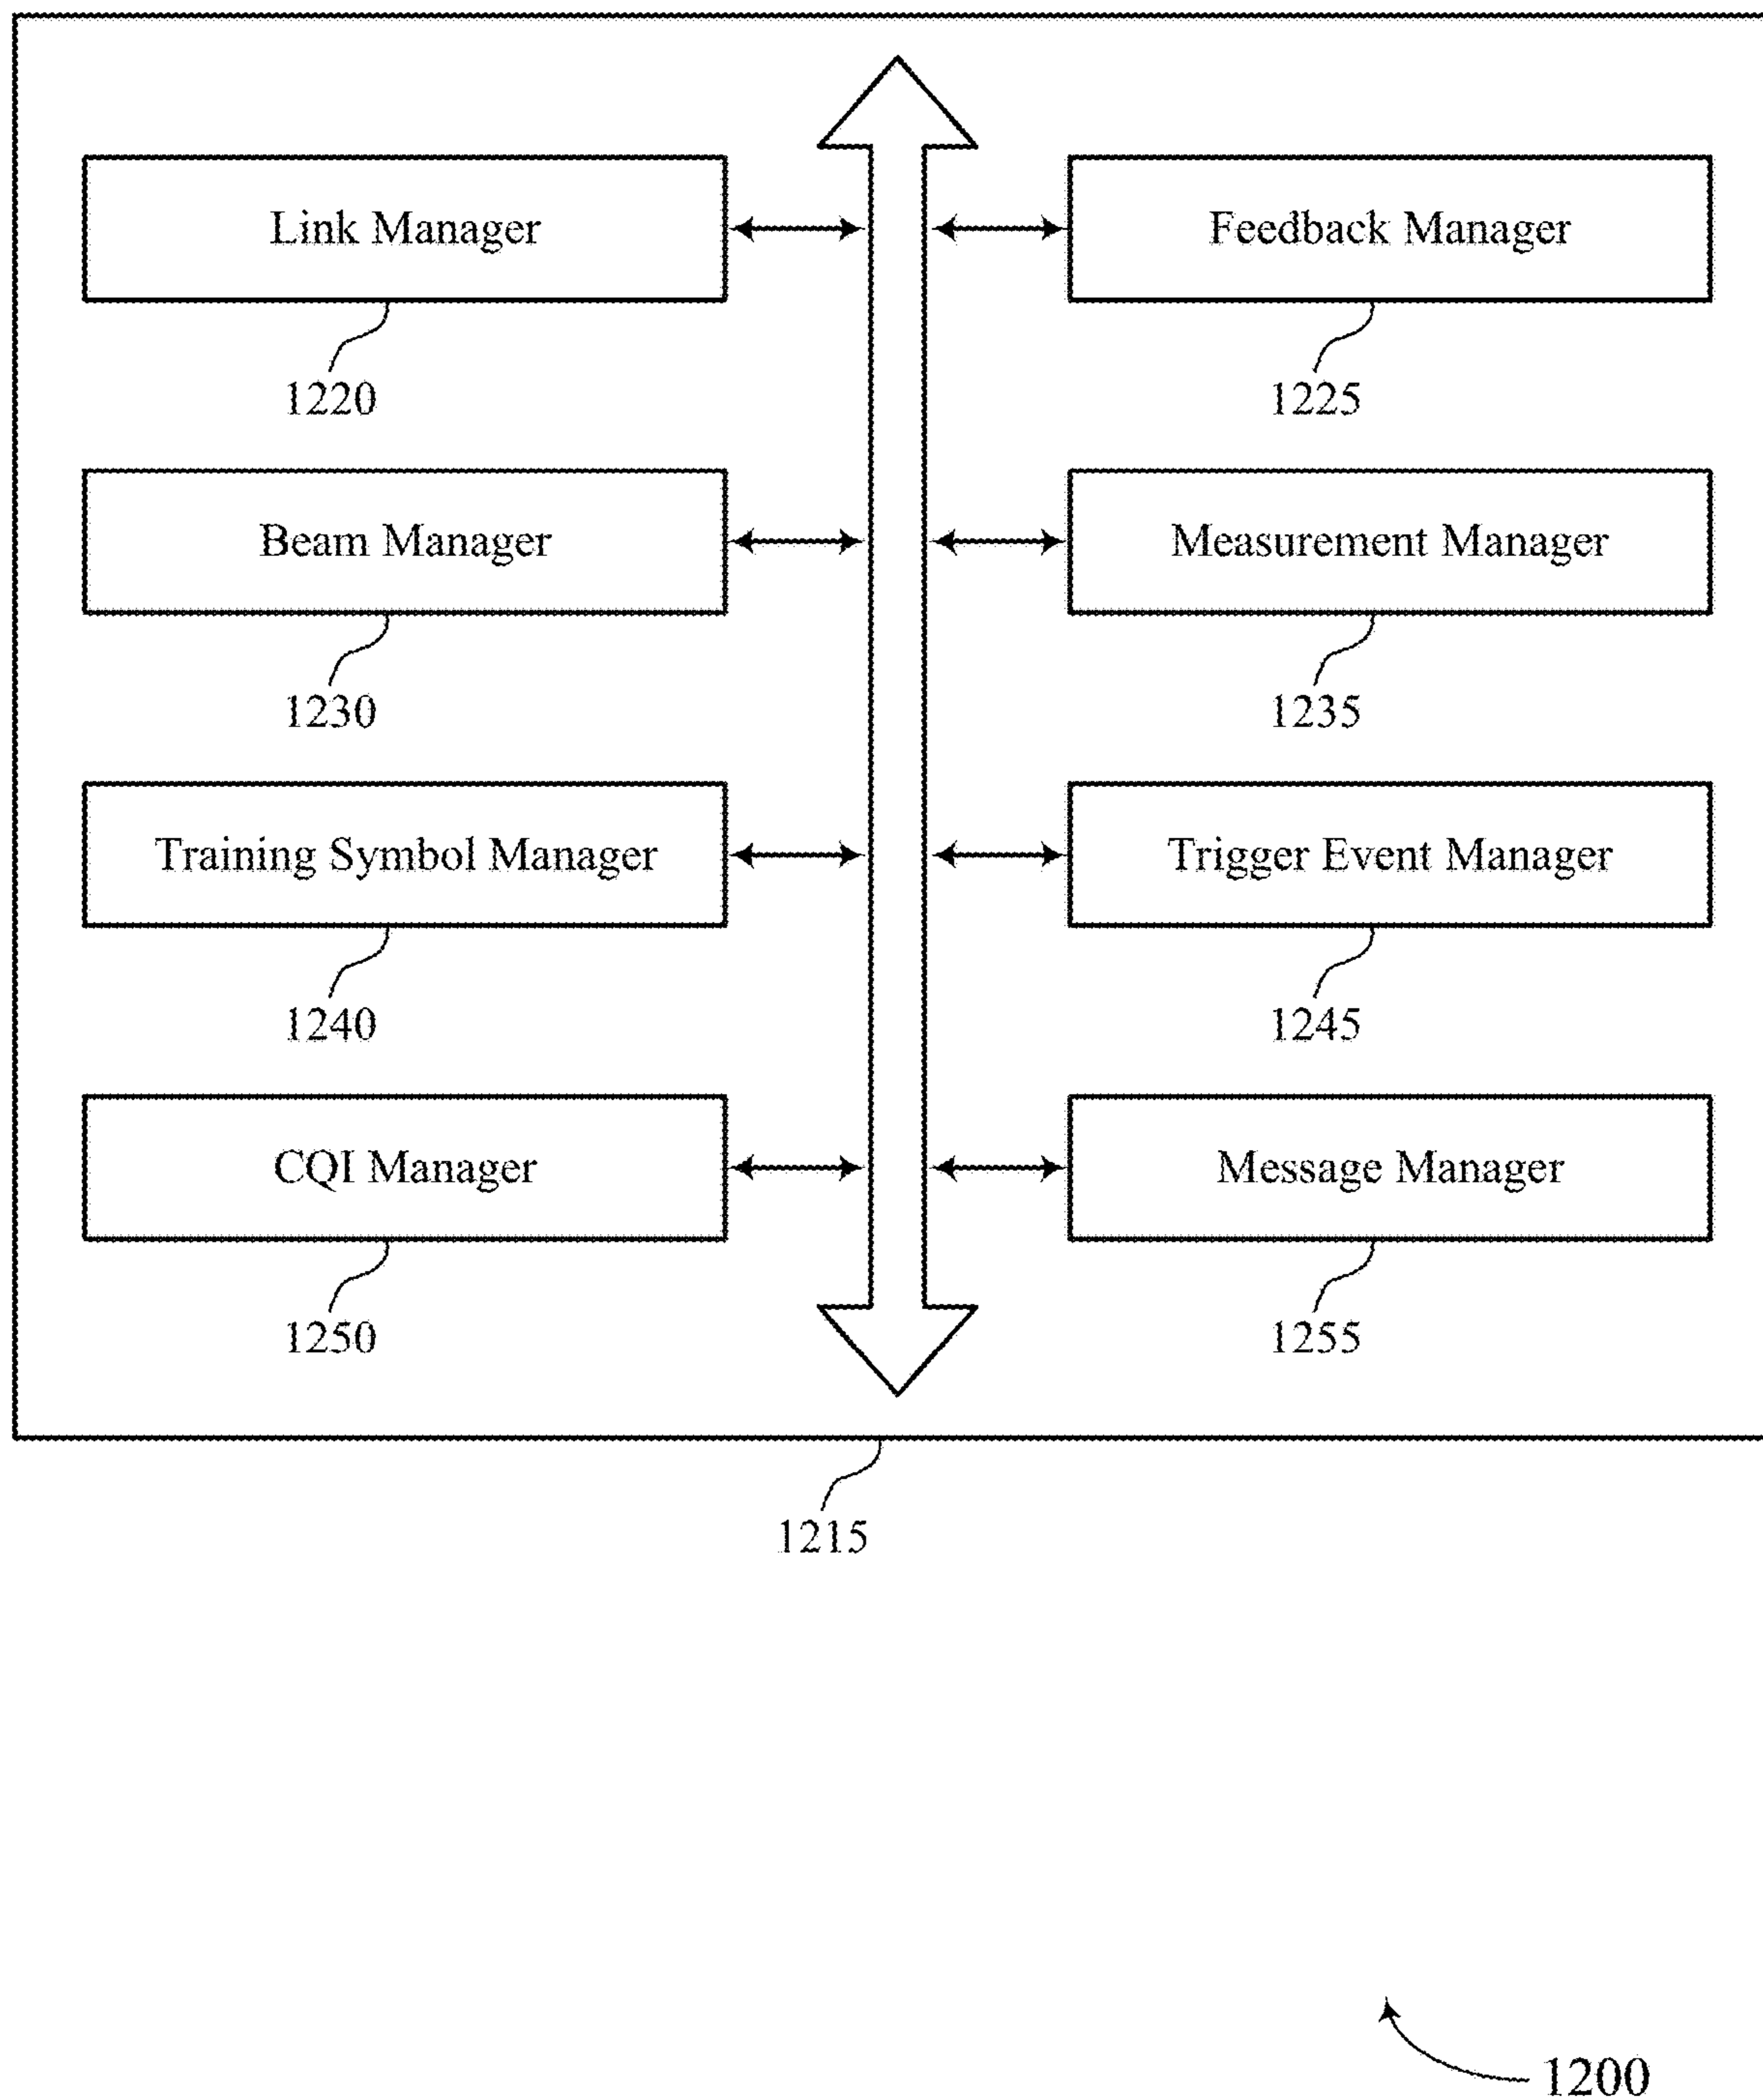 Link Manager
Feedback Manager
1220
1225
Beam Manager
Measurement Manager
1230
1235
Training Symbol Manager
Trigger Event Manager
1240
1245
CQI Manager
Message Manager
1250
1255
1215
1200